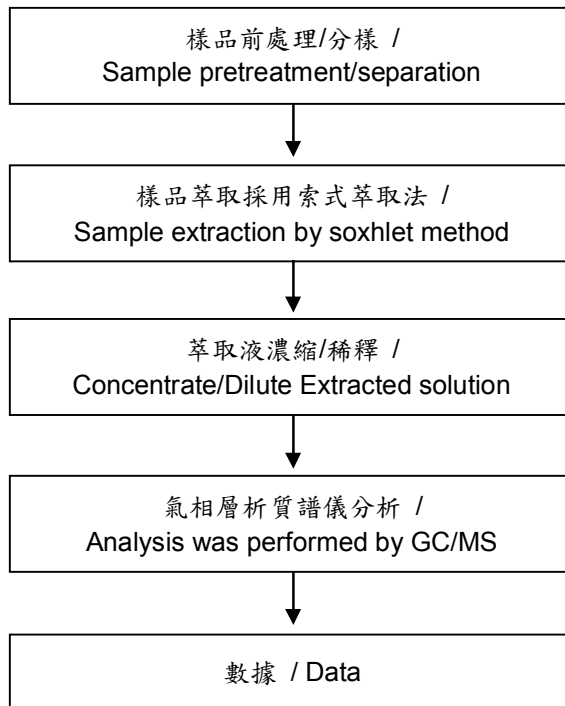 樣品前處理/分樣 /
Sample pretreatment/separation
樣品萃取採用索式萃取法 /
Sample extraction by soxhlet method
萃取液濃縮/稀釋 /
Concentrate/Dilute Extracted solution
氣相層析質譜儀分析 /
Analysis was performed by GC/MS
數據 / Data